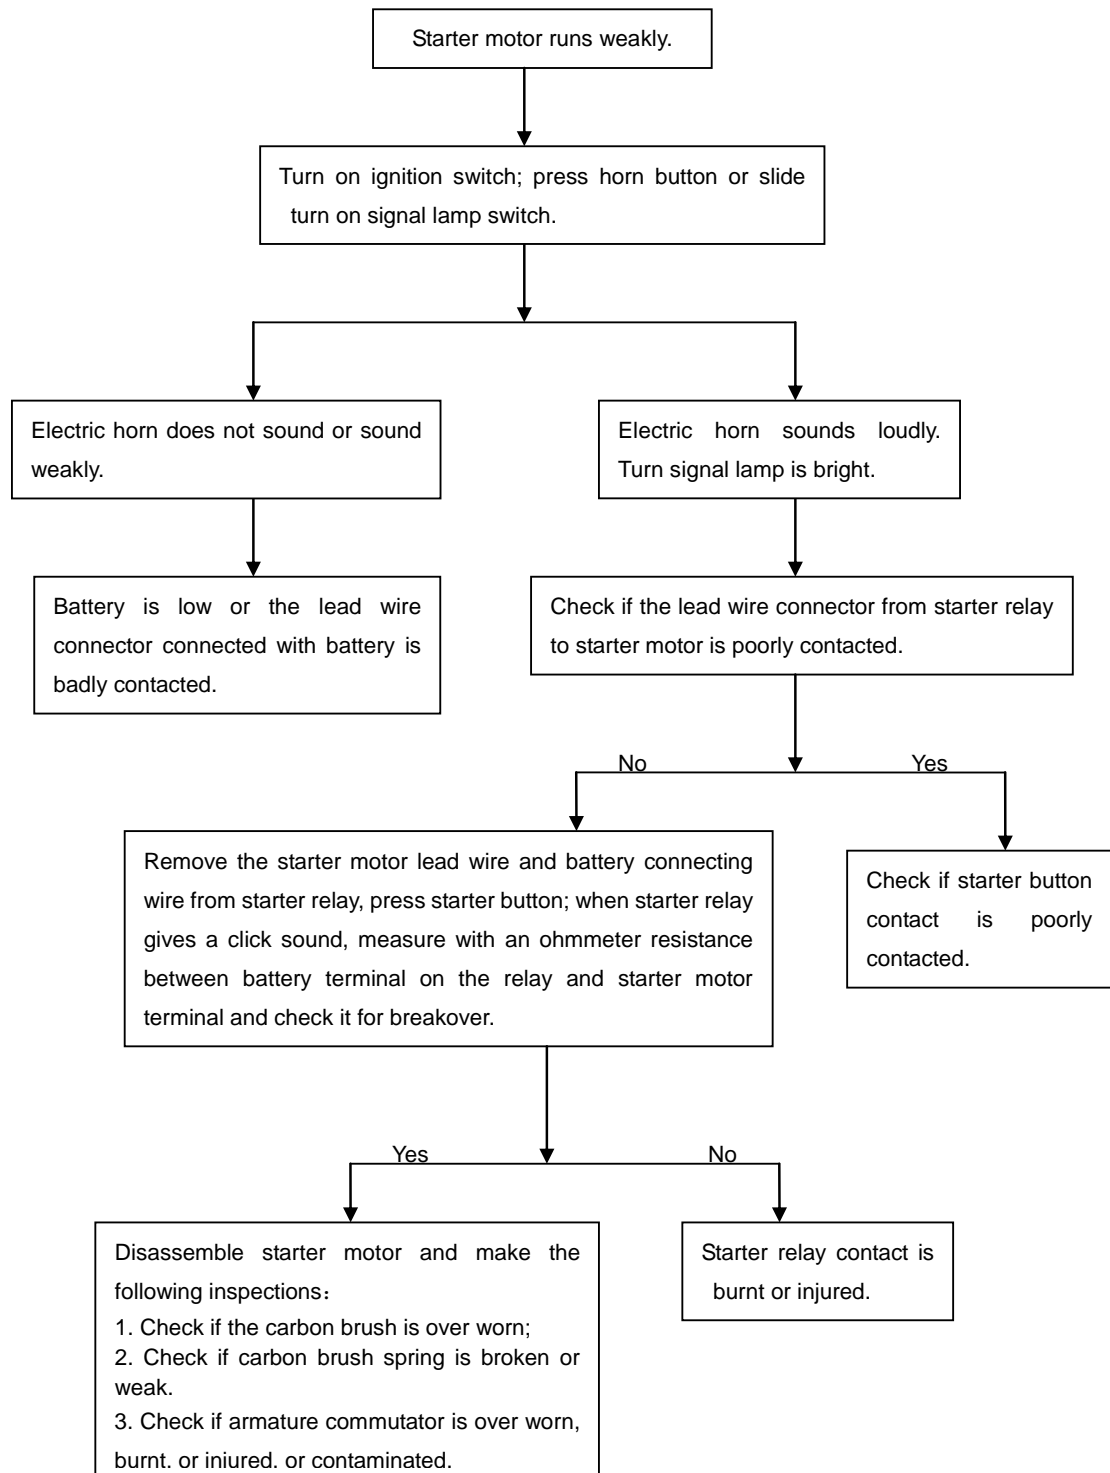 Starter motor runs weakly.
Turn on ignition switch; press horn button or slide
turn on signal lamp switch.
Electric horn does not sound or sound
weakly.
Electric horn sounds loudly.
Turn signal lamp is bright.
Battery is low or the lead wire
connector connected with battery is
badly contacted.
Check if the lead wire connector from starter relay
to starter motor is poorly contacted.
No
Yes
Remove the starter motor lead wire and battery connecting
wire from starter relay, press starter button; when starter relay
gives a click sound, measure with an ohmmeter resistance
between battery terminal on the relay and starter motor
terminal and check it for breakover.
Check if starter button
contact is poorly
contacted.
Yes
No
Disassemble starter motor and make the
following inspections：
1. Check if the carbon brush is over worn;
2. Check if carbon brush spring is broken or
weak.
3. Check if armature commutator is over worn,
burnt, or injured, or contaminated.
Starter relay contact is
burnt or injured.